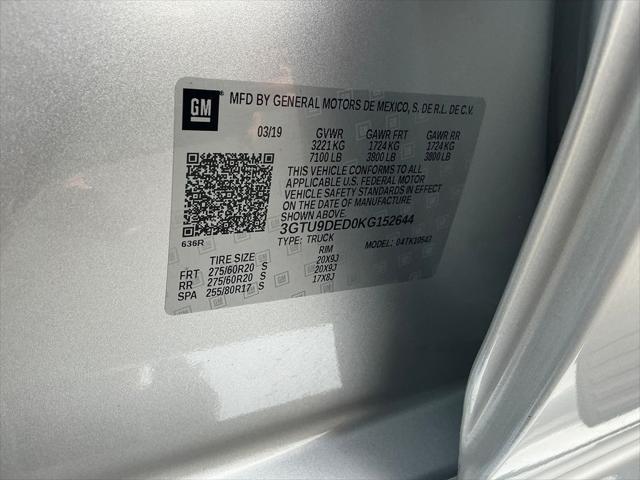 GM
MFD BY GENERAL MOTORS DE MEXICO, S. DE R.L. DE C.V.
03/19 GVWR GAWR FRT GAWR RR
3221 KG 1724 KG 1724 KG
7100 LB 3800 LB 3800 LB
THIS VEHICLE CONFORMS TO ALL
APPLICABLE U.S. FEDERAL MOTOR
VEHICLE SAFETY STANDARDS IN EFFECT
ON THE DATE OF MANUFACTURE
SHOWN ABOVE.
3GTU9DED0KG152644
TYPE: TRUCK MODEL: 04TK10543
636R
TIRE SIZE RIM
FRT 275/60R20 S 20X9J
RR 275/60R20 S 20X9J
SPA 255/80R17 S 17X8J